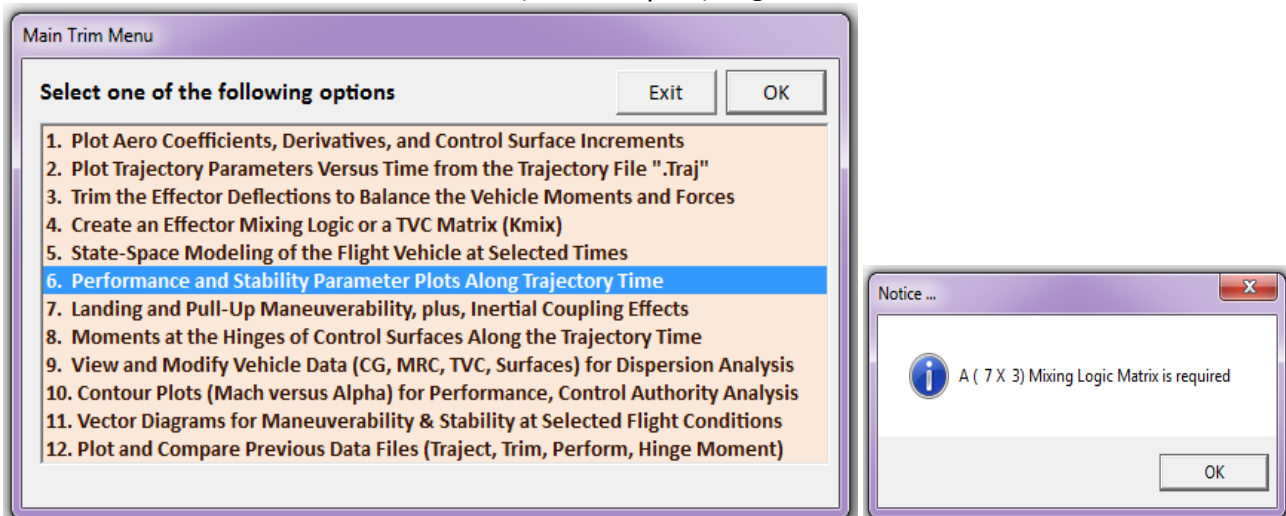 Main Trim Menu
Select one of the following options
Exit
OK
1. Plot Aero Coefficients, Derivatives, and Control Surface Increments
2. Plot Trajectory Parameters Versus Time from the Trajectory File ".Traj"
3. Trim the Effector Deflections to Balance the Vehicle Moments and Forces
4. Create an Effector Mixing Logic or a TVC Matrix (Kmix)
5. State-Space Modeling of the Flight Vehicle at Selected Times
6. Performance and Stability Parameter Plots Along Trajectory Time
7. Landing and Pull-Up Maneuverability, plus, Inertial Coupling Effects
8. Moments at the Hinges of Control Surfaces Along the Trajectory Time
9. View and Modify Vehicle Data (CG, MRC, TVC, Surfaces) for Dispersion Analysis
10. Contour Plots (Mach versus Alpha) for Performance, Control Authority Analysis
11. Vector Diagrams for Maneuverability & Stability at Selected Flight Conditions
12. Plot and Compare Previous Data Files (Traject, Trim, Perform, Hinge Moment)
Notice ...
A ( 7 X 3) Mixing Logic Matrix is required
OK